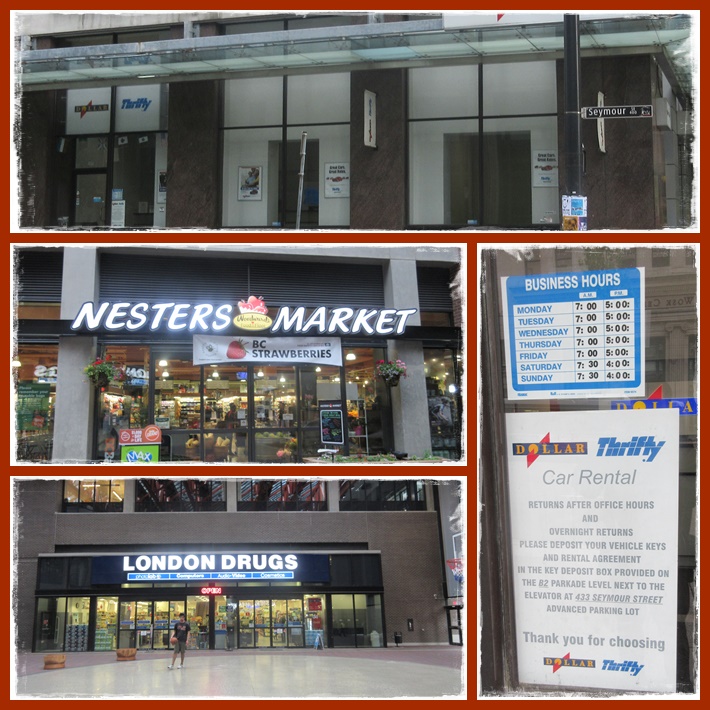 DOLLAR Thrifty
Seymour St
NESTERS MARKET
BC
STRAWBERRIES
MAX
LONDON DRUGS
OPEN
BUSINESS HOURS
A.M. P.M.
MONDAY 7: 00 5: 00:
TUESDAY 7: 00 5: 00:
WEDNESDAY 7: 00 5: 00:
THURSDAY 7: 00 5: 00:
FRIDAY 7: 00 5: 00:
SATURDAY 7: 30 4: 00:
SUNDAY 7: 30 4: 00:
DOLLAR Thrifty
Car Rental
RETURNS AFTER OFFICE HOURS
AND
OVERNIGHT RETURNS
PLEASE DEPOSIT YOUR VEHICLE KEYS
AND RENTAL AGREEMENT
IN THE KEY DEPOSIT BOX PROVIDED ON
THE #2 PARKADE LEVEL NEXT TO THE
ELEVATOR AT 433 SEYMOUR STREET
ADVANCED PARKING LOT
Thank you for choosing
DOLLAR Thrifty